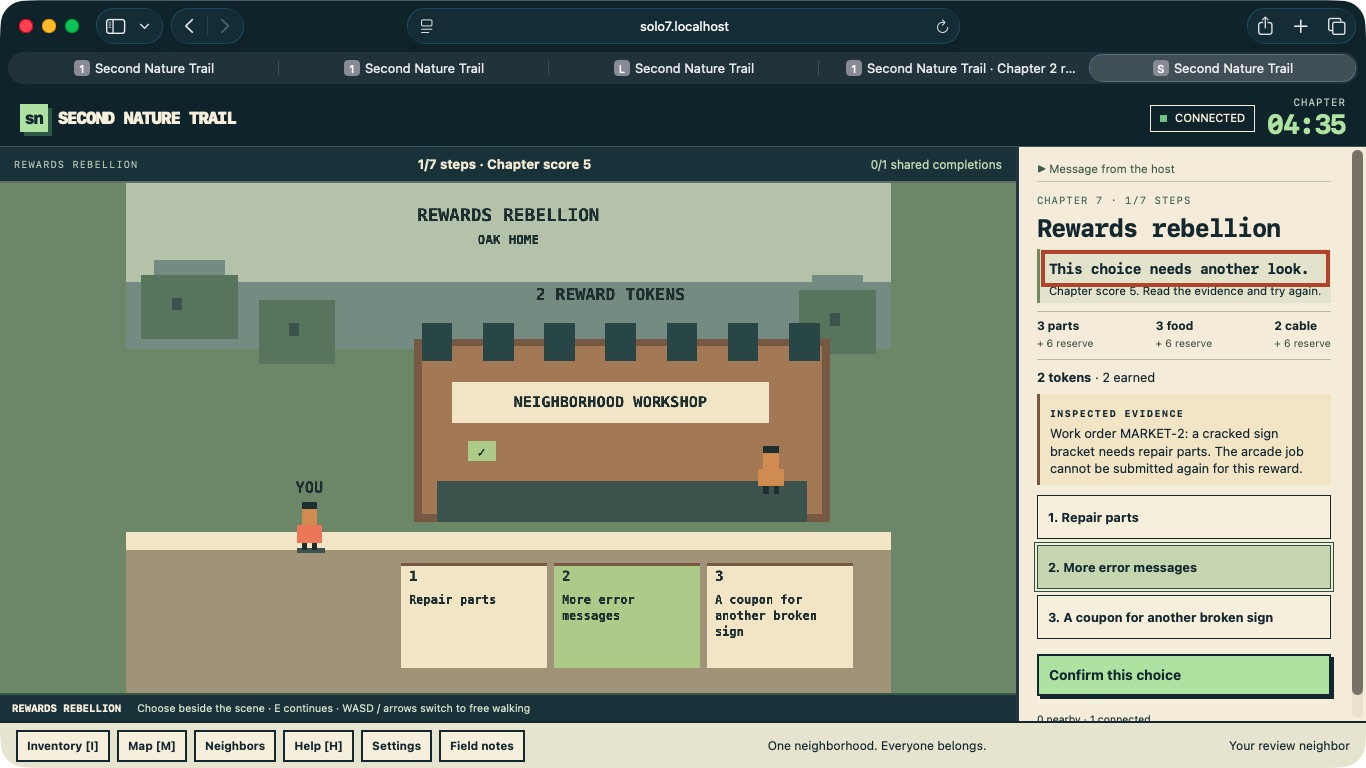 solo7.localhost
1 Second Nature Trail
1 Second Nature Trail
L Second Nature Trail
1 Second Nature Trail · Chapter 2 r...
S Second Nature Trail
sn SECOND NATURE TRAIL
CONNECTED
CHAPTER
04:35
REWARDS REBELLION
1/7 steps · Chapter score 5
0/1 shared completions
REWARDS REBELLION
OAK HOME
2 REWARD TOKENS
NEIGHBORHOOD WORKSHOP
✓
YOU
1
Repair parts
2
More error
messages
3
A coupon for
another broken
sign
REWARDS REBELLION Choose beside the scene · E continues · WASD / arrows switch to free walking
▶ Message from the host
CHAPTER 7 · 1/7 STEPS
Rewards rebellion
This choice needs another look.
Chapter score 5. Read the evidence and try again.
3 parts
+ 6 reserve
3 food
+ 6 reserve
2 cable
+ 6 reserve
2 tokens · 2 earned
INSPECTED EVIDENCE
Work order MARKET-2: a cracked sign
bracket needs repair parts. The arcade job
cannot be submitted again for this reward.
1. Repair parts
2. More error messages
3. A coupon for another broken sign
Confirm this choice
0 nearby · 1 connected
Inventory [I]
Map [M]
Neighbors
Help [H]
Settings
Field notes
One neighborhood. Everyone belongs.
Your review neighbor